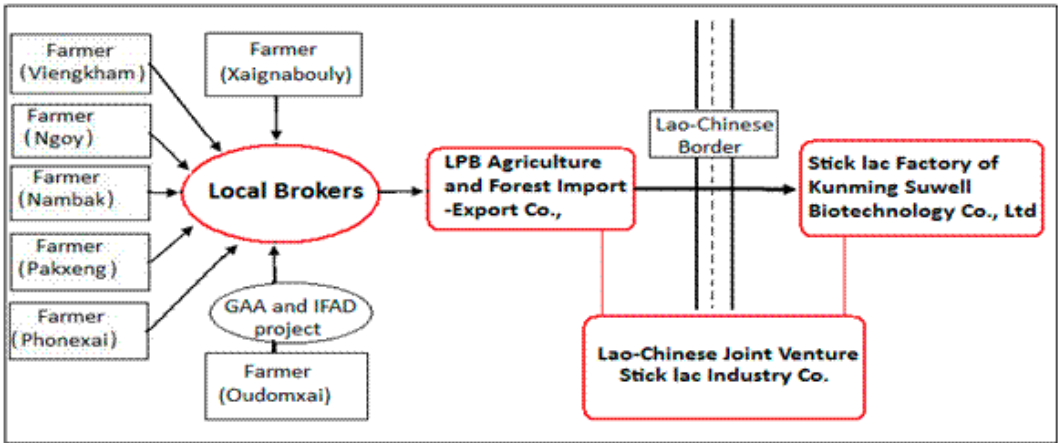 Farmer
(Viengkham)
Farmer
(Xaignabouly)
Farmer
(Ngoy)
Farmer
(Nambak)
Farmer
(Pakxeng)
Farmer
(Phonexai)
Local Brokers
GAA and IFAD
project
Farmer
(Oudomxai)
LPB Agriculture
and Forest Import
-Export Co.,
Lao-Chinese
Border
Stick lac Factory of
Kunming Suwell
Biotechnology Co., Ltd
Lao-Chinese Joint Venture
Stick lac Industry Co.